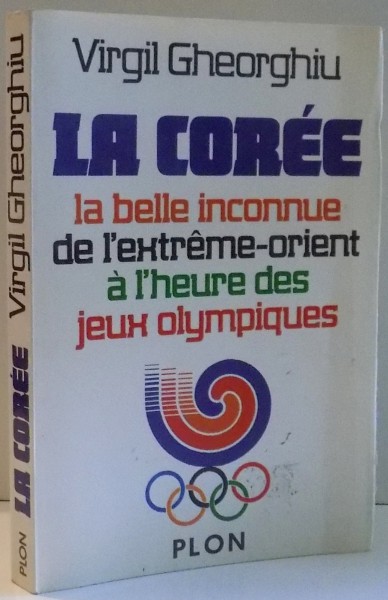 Virgil Gheorghiu
LA CORÉE
la belle inconnue
de l'extrême-orient
à l'heure des
jeux olympiques
PLON
PLON LA CORÉE Virgil Gheorghiu